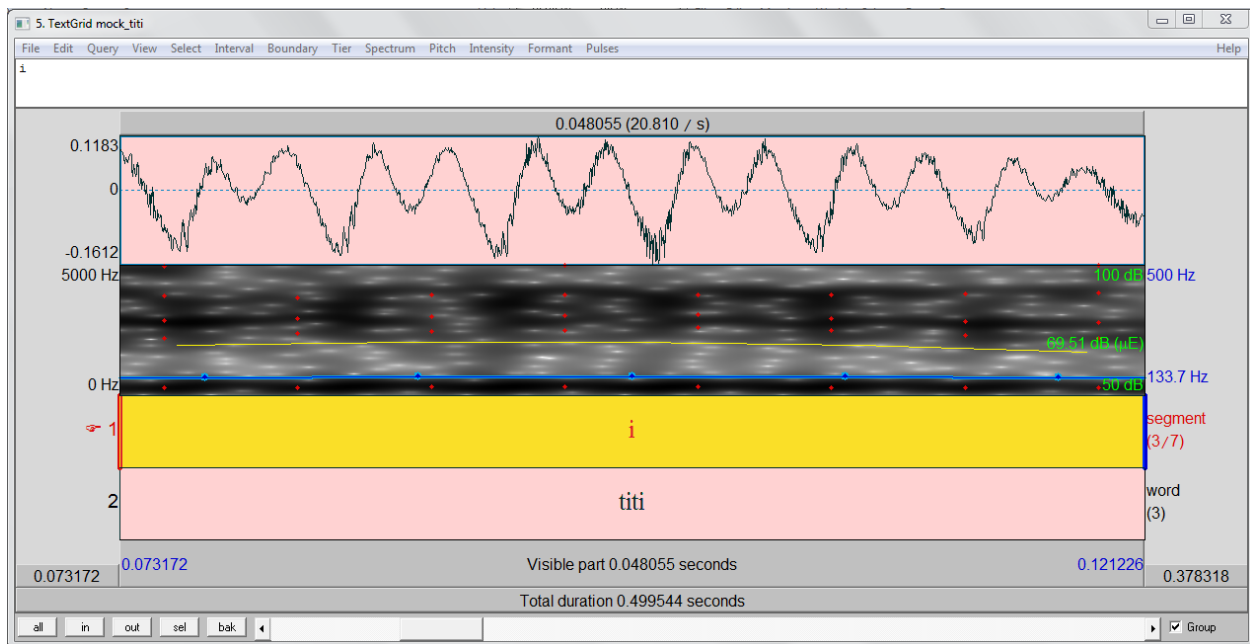 5. TextGrid mock_titi
File Edit Query View Select Interval Boundary Tier Spectrum Pitch Intensity Formant Pulses Help
i
0.048055 (20.810 / s)
0.1183
0
-0.1612
5000 Hz 100 dB 500 Hz
69.51 dB (µE)
0 Hz 50 dB 133.7 Hz
☞ 1 i segment
(3/7)
2 titi word
(3)
0.073172 Visible part 0.048055 seconds 0.121226
0.073172 0.378318
Total duration 0.499544 seconds
all in out sel bak Group